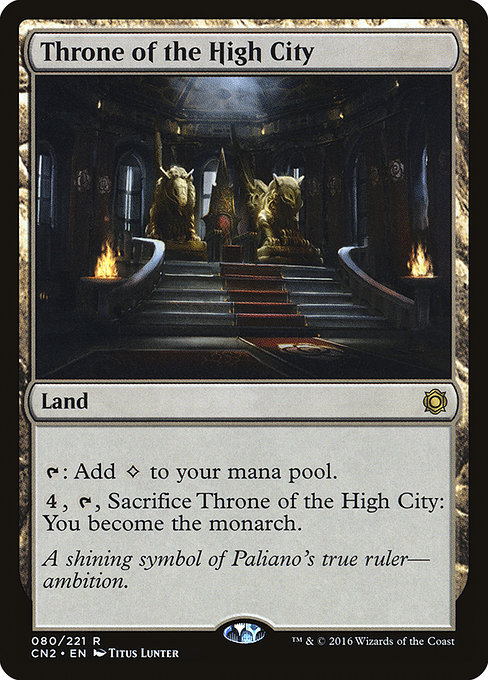 Throne of the High City
Land
: Add to your mana pool.
4, , Sacrifice Throne of the High City:
You become the monarch.
A shining symbol of Paliano's true ruler—
ambition.
080/221 R
CN2 • EN Titus Lunter
™ & © 2016 Wizards of the Coast